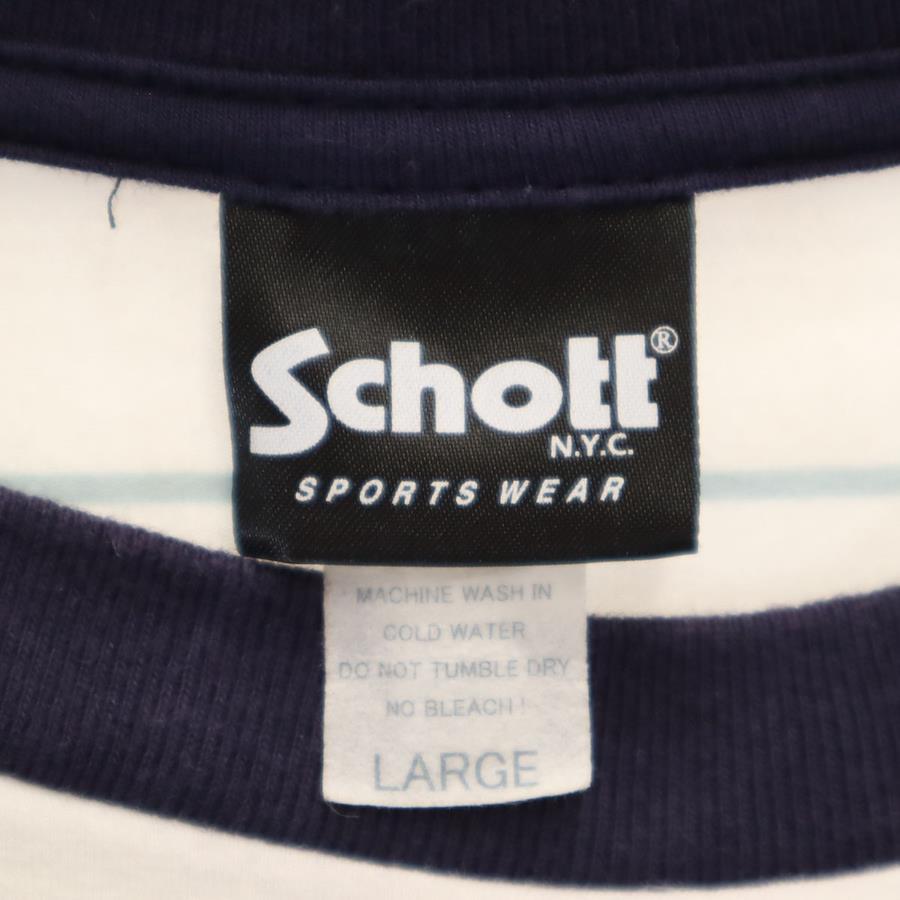 Schott®
N.Y.C.
SPORTS WEAR
MACHINE WASH IN
COLD WATER
DO NOT TUMBLE DRY
NO BLEACH!
LARGE